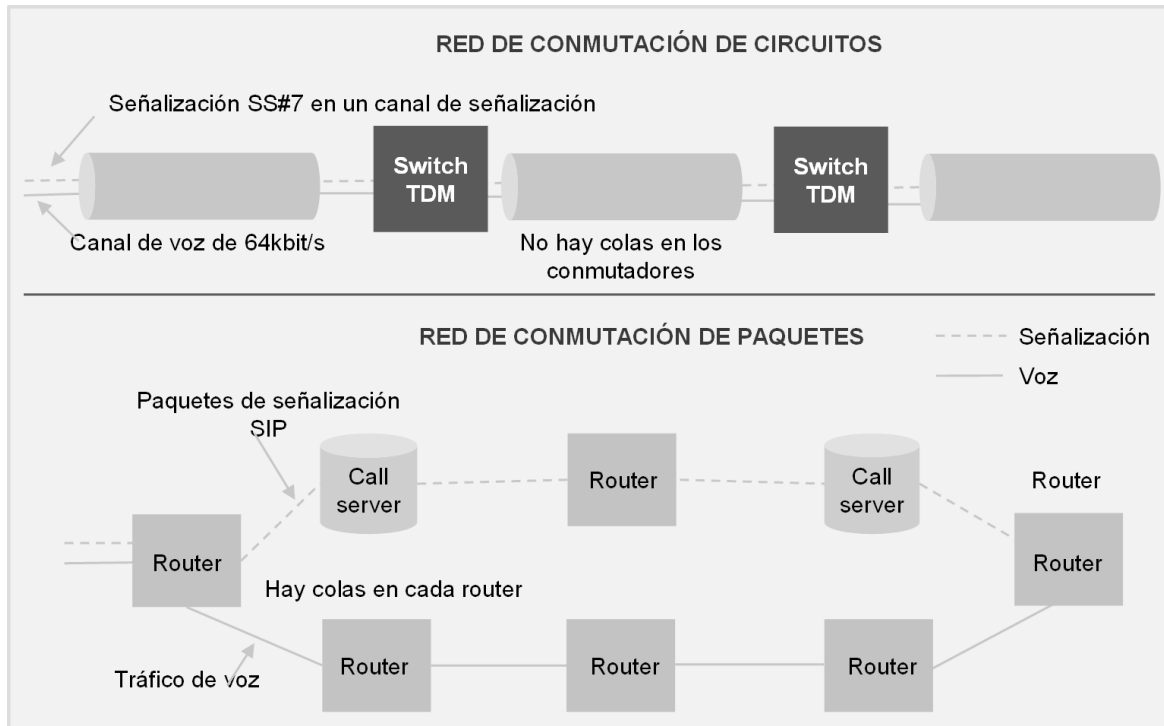 RED DE CONMUTACIÓN DE CIRCUITOS
Señalización SS#7 en un canal de señalización
Switch
TDM
Switch
TDM
Canal de voz de 64kbit/s
No hay colas en los
conmutadores
RED DE CONMUTACIÓN DE PAQUETES
Señalización
Voz
Paquetes de señalización
SIP
Call
server
Router
Call
server
Router
Router
Router
Hay colas en cada router
Router
Router
Router
Tráfico de voz